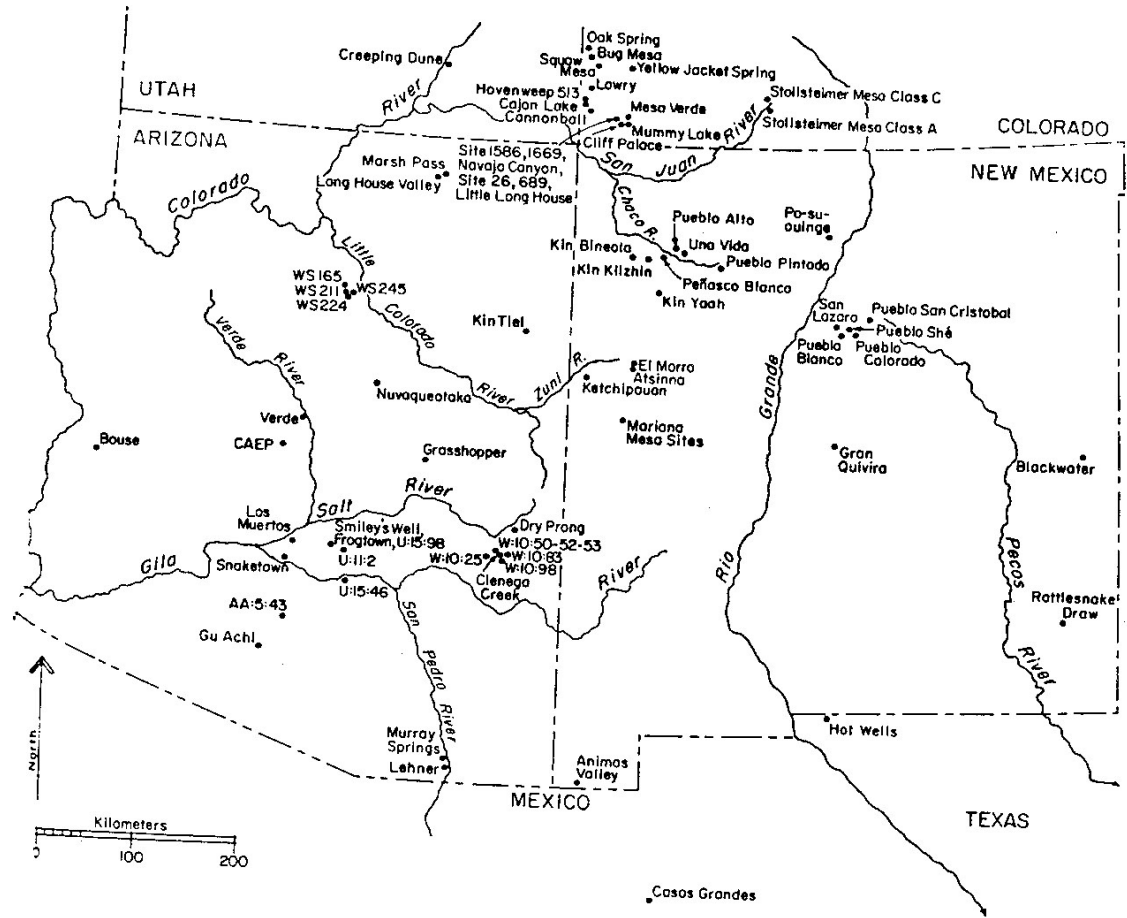 Oak Spring
Bug Mesa
Squaw
Mesa
Yellow Jacket Spring
Creeping Dune
Lowry
Hovenweep 513
Cajon Lake
Cannonball
Mesa Verde
Mummy Lake
Cliff Palace
Stollsteimer Mesa Class C
Stollsteimer Mesa Class A
UTAH
ARIZONA
COLORADO
NEW MEXICO
River
San
Juan
River
Site 1586,1669,
Navajo Canyon,
Site 26, 689,
Little Long House
Marsh Pass
Long House Valley
Colorado
Chaco R.
Pueblo Alto
Una Vida
Kin Bineola
Kin Klizhin
Pueblo Pintado
Peñasco Blanco
Kin Yaah
Po-su-
ouinge
Little
Colorado
River
WS 165
WS 211
WS245
WS224
Kin Tiel
San
Lazaro
Pueblo San Cristobal
Pueblo Shé
Pueblo
Blanco
Pueblo
Colorado
Verde
River
Zuni R.
El Morro
Atsinna
Ketchipauan
Nuvaqueotaka
Mariana
Mesa Sites
Rio
Grande
Verde
CAEP
Bouse
Grasshopper
Gran
Quivira
Blackwater
Salt
River
Los
Muertos
Smiley's Well,
Frogtown, U:15:98
U:11:2
Dry Prong
W:10:50-52-53
W:10:25
W:10:83
W:10:98
Cienega
Creek
Gila
River
Snaketown
U:15:46
AA:5:43
Gu Achi
San
Pedro
River
Pecos
River
Rattlesnake
Draw
Murray
Springs
Lehner
Animas
Valley
Hot Wells
MEXICO
TEXAS
North
Kilometers
0
100
200
Casas Grandes